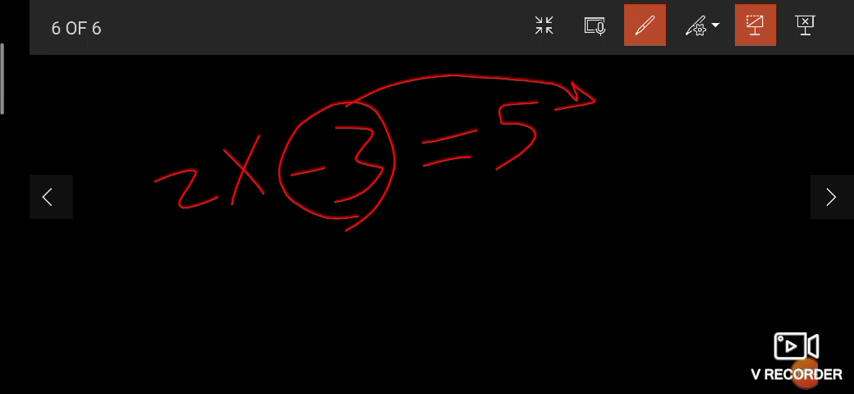 6 OF 6
2x - 3 = 5
V RECORDER